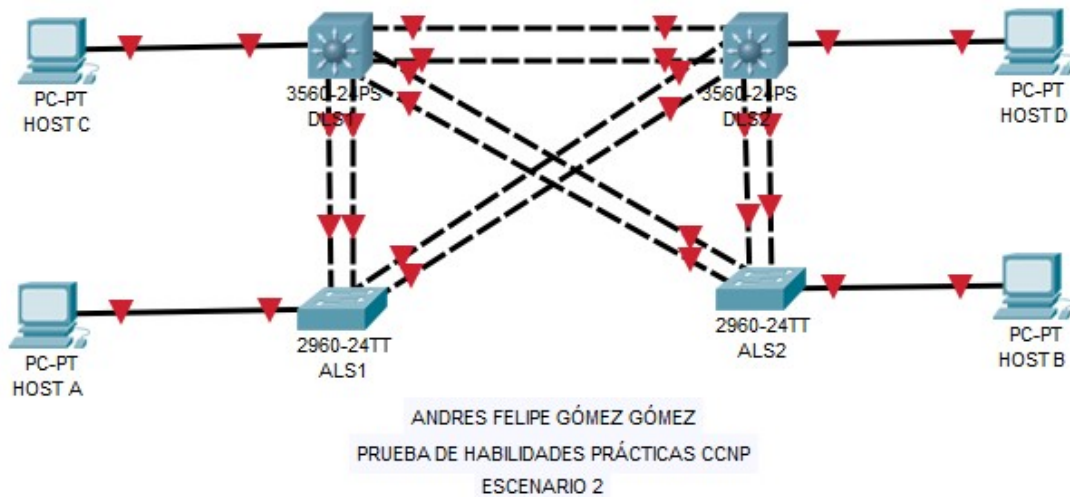 3560-24PS
DLS1
3560-24PS
DLS2
PC-PT
HOST C
PC-PT
HOST D
2960-24TT
ALS1
2960-24TT
ALS2
PC-PT
HOST A
PC-PT
HOST B
ANDRES FELIPE GÓMEZ GÓMEZ
PRUEBA DE HABILIDADES PRÁCTICAS CCNP
ESCENARIO 2